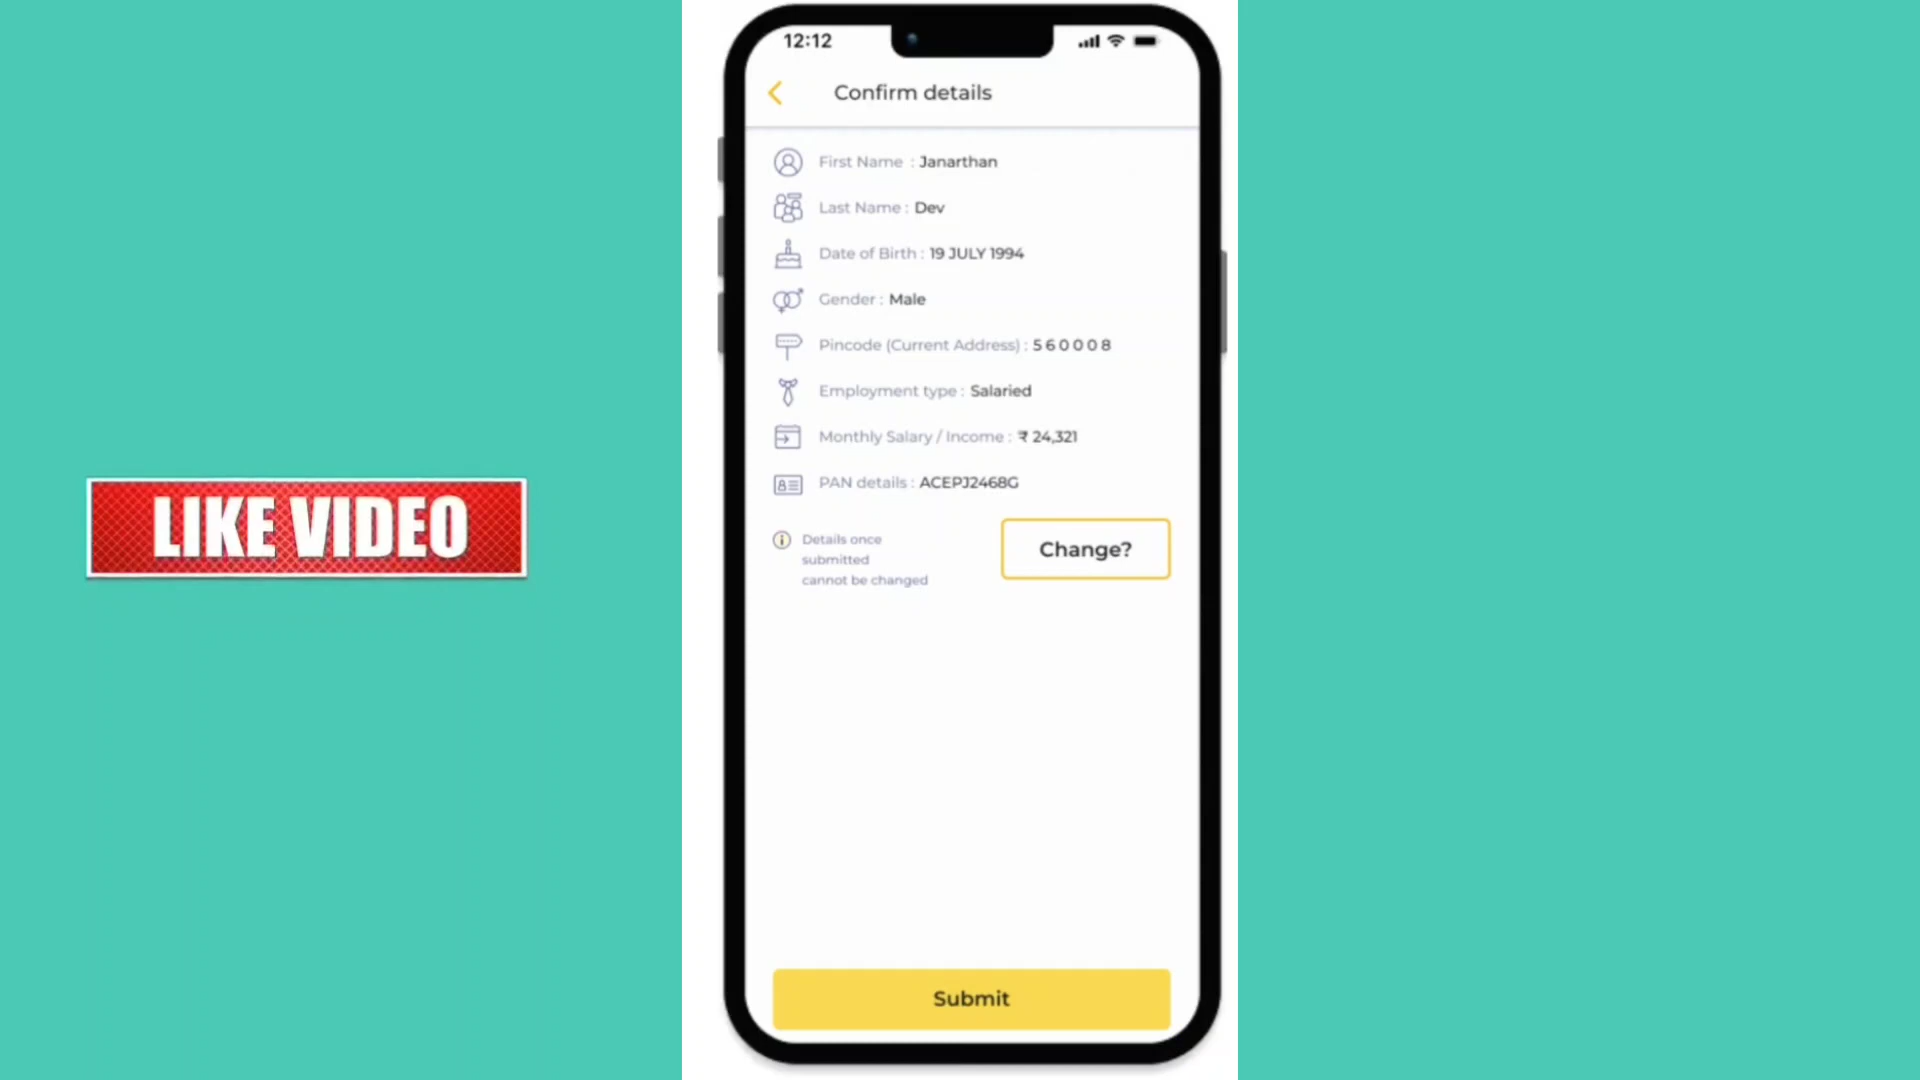 12:12
Confirm details
First Name : Janarthan
Last Name : Dev
Date of Birth : 19 JULY 1994
Gender : Male
Pincode (Current Address) : 5 6 0 0 0 8
Employment type : Salaried
Monthly Salary / Income : ₹ 24,321
PAN details : ACEPJ2468G
Details once
submitted
cannot be changed
Change?
Submit
LIKE VIDEO